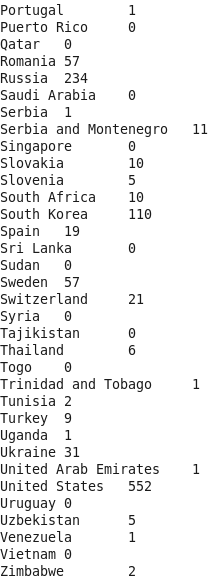 Portugal 1
Puerto Rico 0
Qatar 0
Romania 57
Russia 234
Saudi Arabia 0
Serbia 1
Serbia and Montenegro 11
Singapore 0
Slovakia 10
Slovenia 5
South Africa 10
South Korea 110
Spain 19
Sri Lanka 0
Sudan 0
Sweden 57
Switzerland 21
Syria 0
Tajikistan 0
Thailand 6
Togo 0
Trinidad and Tobago 1
Tunisia 2
Turkey 9
Uganda 1
Ukraine 31
United Arab Emirates 1
United States 552
Uruguay 0
Uzbekistan 5
Venezuela 1
Vietnam 0
Zimbabwe 2